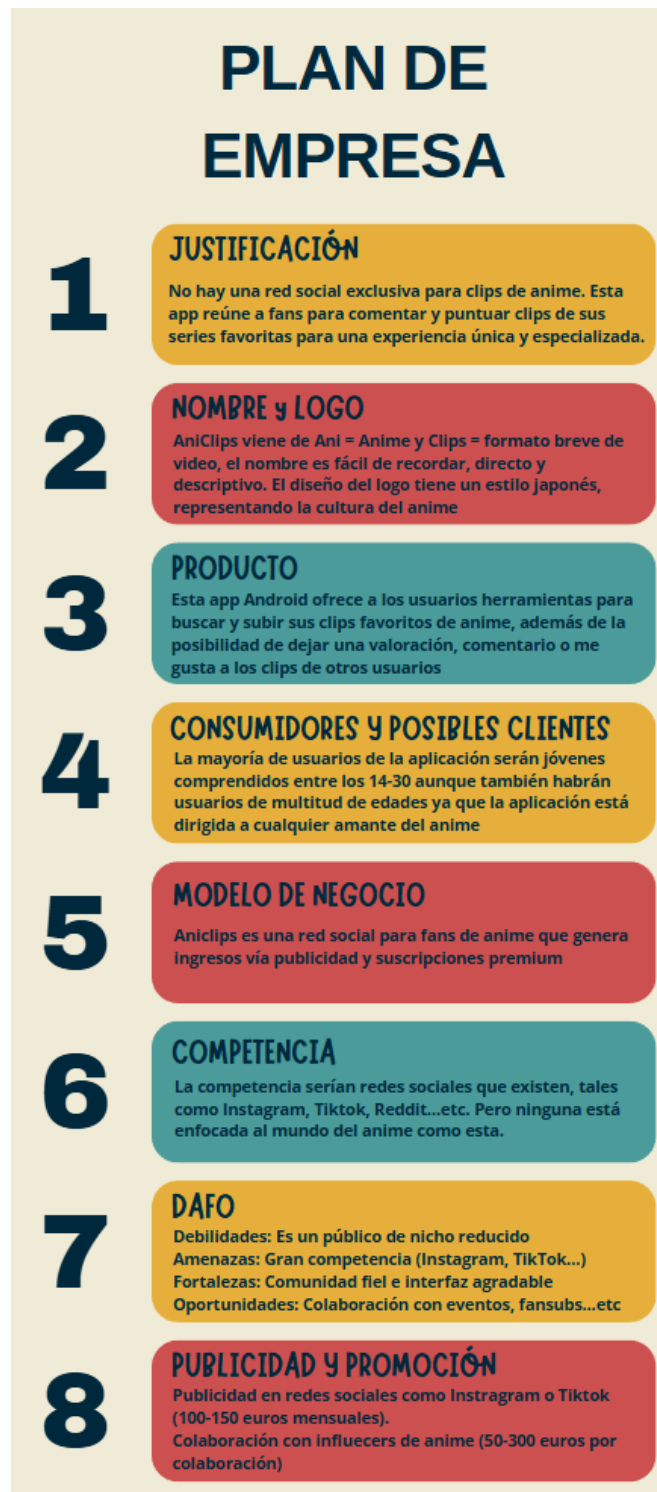 PLAN DE
EMPRESA
1
JUSTIFICACIÓN
No hay una red social exclusiva para clips de anime. Esta
app reúne a fans para comentar y puntuar clips de sus
series favoritas para una experiencia única y especializada.
2
NOMBRE y LOGO
AniClips viene de Ani = Anime y Clips = formato breve de
video, el nombre es fácil de recordar, directo y
descriptivo. El diseño del logo tiene un estilo japonés,
representando la cultura del anime
3
PRODUCTO
Esta app Android ofrece a los usuarios herramientas para
buscar y subir sus clips favoritos de anime, además de la
posibilidad de dejar una valoración, comentario o me
gusta a los clips de otros usuarios
4
CONSUMIDORES Y POSIBLES CLIENTES
La mayoría de usuarios de la aplicación serán jóvenes
comprendidos entre los 14-30 aunque también habrán
usuarios de multitud de edades ya que la aplicación está
dirigida a cualquier amante del anime
5
MODELO DE NEGOCIO
Aniclips es una red social para fans de anime que genera
ingresos vía publicidad y suscripciones premium
6
COMPETENCIA
La competencia serían redes sociales que existen, tales
como Instagram, Tiktok, Reddit...etc. Pero ninguna está
enfocada al mundo del anime como esta.
7
DAFO
Debilidades: Es un público de nicho reducido
Amenazas: Gran competencia (Instagram, TikTok...)
Fortalezas: Comunidad fiel e interfaz agradable
Oportunidades: Colaboración con eventos, fansubs...etc
8
PUBLICIDAD Y PROMOCIÓN
Publicidad en redes sociales como Instragram o Tiktok
(100-150 euros mensuales).
Colaboración con influecers de anime (50-300 euros por
colaboración)